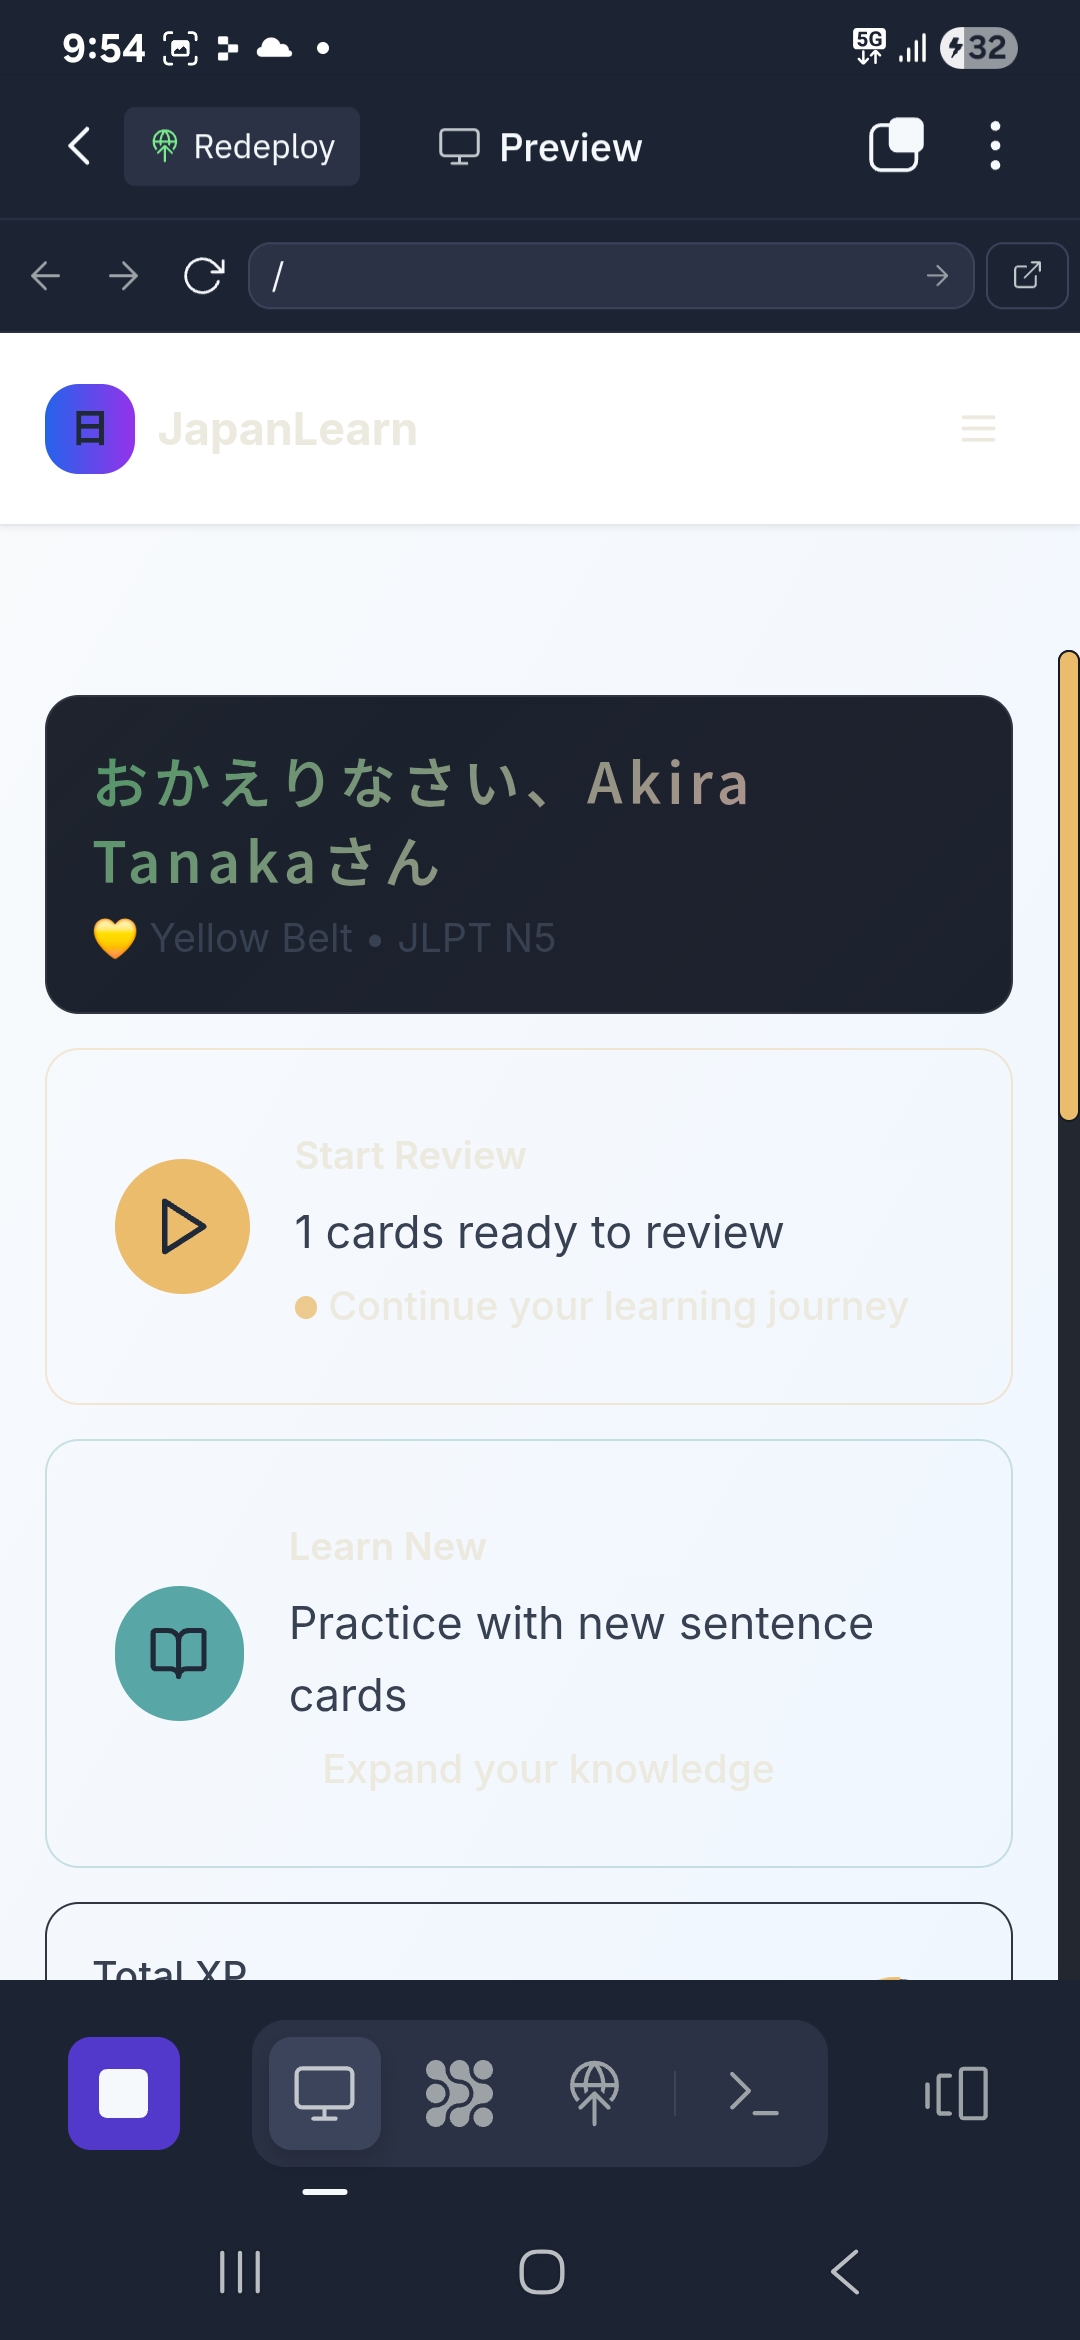 9:54
5G
32
Redeploy
Preview
/
日
JapanLearn
おかえりなさい、Akira
Tanakaさん
💛 Yellow Belt • JLPT N5
Start Review
1 cards ready to review
Continue your learning journey
Learn New
Practice with new sentence
cards
Expand your knowledge
Total XP